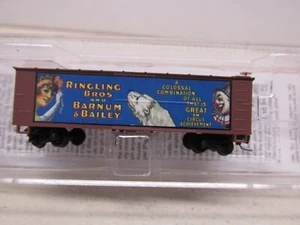 RINGLING
BROS
AND
BARNUM
& BAILEY
A
COLOSSAL
COMBINATION
OF ALL
THAT IS
GREAT
IN
CIRCUS
ACHIEVEMENT